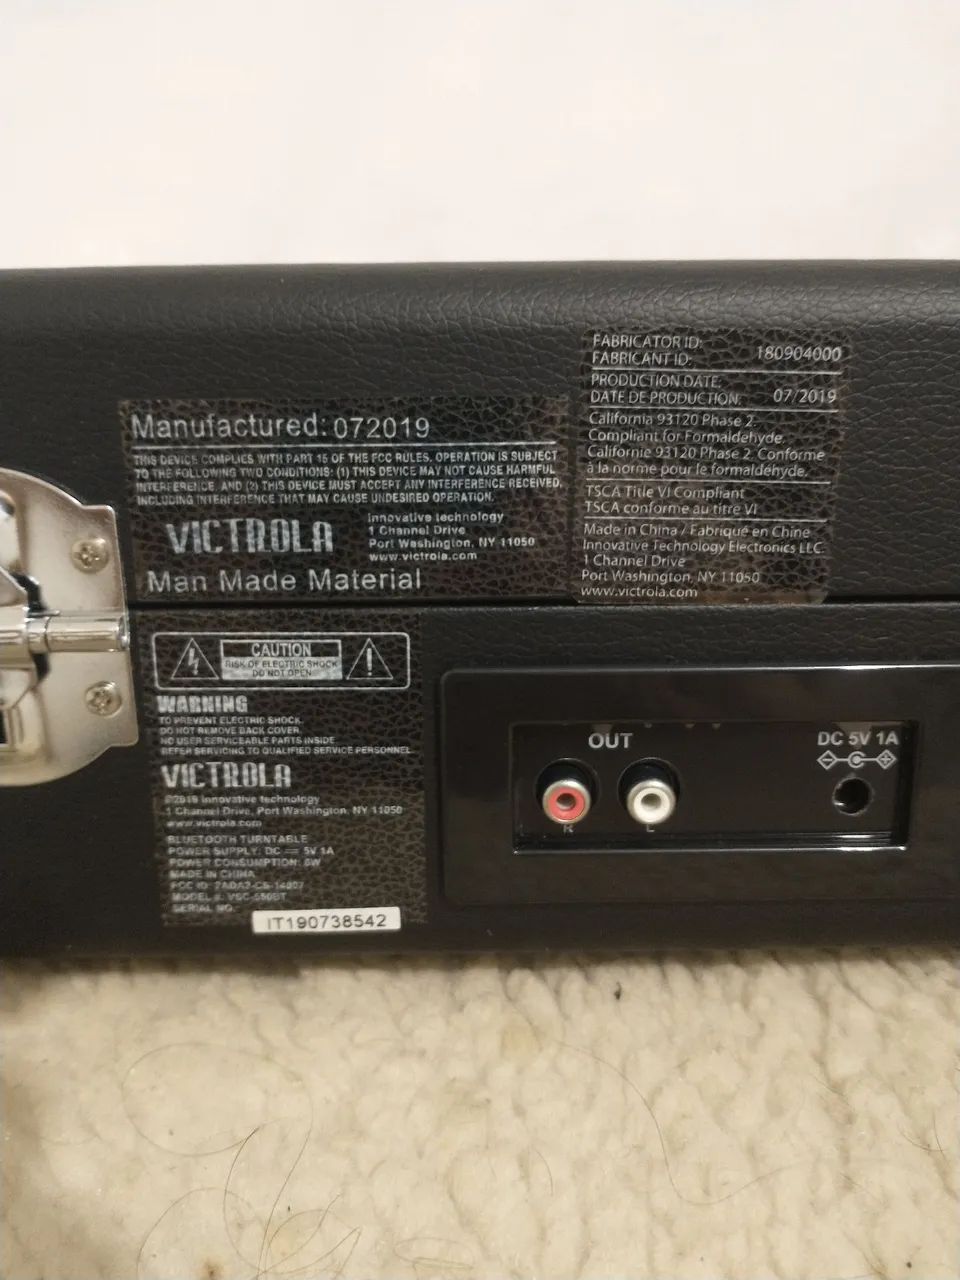 Manufactured: 072019
THIS DEVICE COMPLIES WITH PART 15 OF THE FCC RULES. OPERATION IS SUBJECT
TO THE FOLLOWING TWO CONDITIONS: (1) THIS DEVICE MAY NOT CAUSE HARMFUL
INTERFERENCE, AND (2) THIS DEVICE MUST ACCEPT ANY INTERFERENCE RECEIVED,
INCLUDING INTERFERENCE THAT MAY CAUSE UNDESIRED OPERATION.
VICTROLA
Innovative technology
1 Channel Drive
Port Washington, NY 11050
www.victrola.com
Man Made Material
FABRICATOR ID:
FABRICANT ID:
180904000
PRODUCTION DATE:
DATE DE PRODUCTION:
07/2019
California 93120 Phase 2.
Compliant for Formaldehyde.
Californie 93120 Phase 2. Conforme
à la norme pour le formaldéhyde.
TSCA Title VI Compliant
TSCA conforme au titre VI
Made in China / Fabriqué en Chine
Innovative Technology Electronics LLC.
1 Channel Drive
Port Washington, NY 11050
www.victrola.com
CAUTION
RISK OF ELECTRIC SHOCK
DO NOT OPEN
WARNING
TO PREVENT ELECTRIC SHOCK.
DO NOT REMOVE BACK COVER.
NO USER SERVICEABLE PARTS INSIDE
REFER SERVICING TO QUALIFIED SERVICE PERSONNEL
VICTROLA
Innovative technology
1 Channel Drive, Port Washington, NY 11050
www.victrola.com
BLUETOOTH TURNTABLE
POWER SUPPLY: DC 5V 1A
POWER CONSUMPTION:
MADE IN CHINA
FCC ID:
MODEL #: VSC-550BT
SERIAL NO.
IT190738542
OUT
R
L
DC 5V 1A